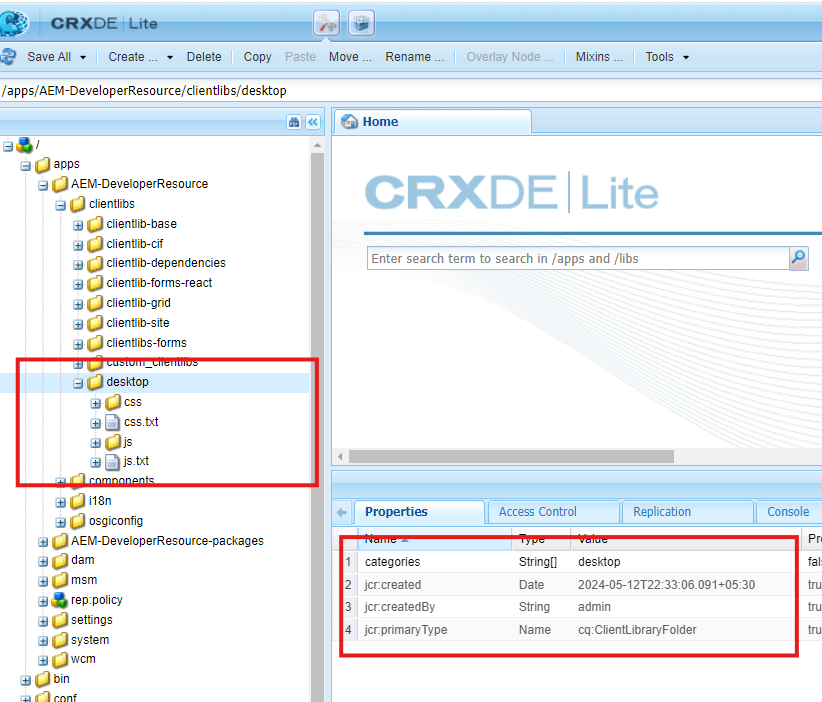 CRXDE | Lite
Save All Create ... Delete Copy Paste Move ... Rename ... Overlay Node ... Mixins ... Tools
/apps/AEM-DeveloperResource/clientlibs/desktop
/
apps
AEM-DeveloperResource
clientlibs
clientlib-base
clientlib-cif
clientlib-dependencies
clientlib-forms-react
clientlib-grid
clientlib-site
clientlibs-forms
custom_clientlibs
desktop
css
css.txt
js
js.txt
components
i18n
osgiconfig
AEM-DeveloperResource-packages
dam
msm
rep:policy
settings
system
wcm
bin
conf
Home
CRXDE | Lite
Enter search term to search in /apps and /libs
Properties Access Control Replication Console
Name Type Value Pr
1 categories String[] desktop fal
2 jcr:created Date 2024-05-12T22:33:06.091+05:30 tru
3 jcr:createdBy String admin tru
4 jcr:primaryType Name cq:ClientLibraryFolder tru